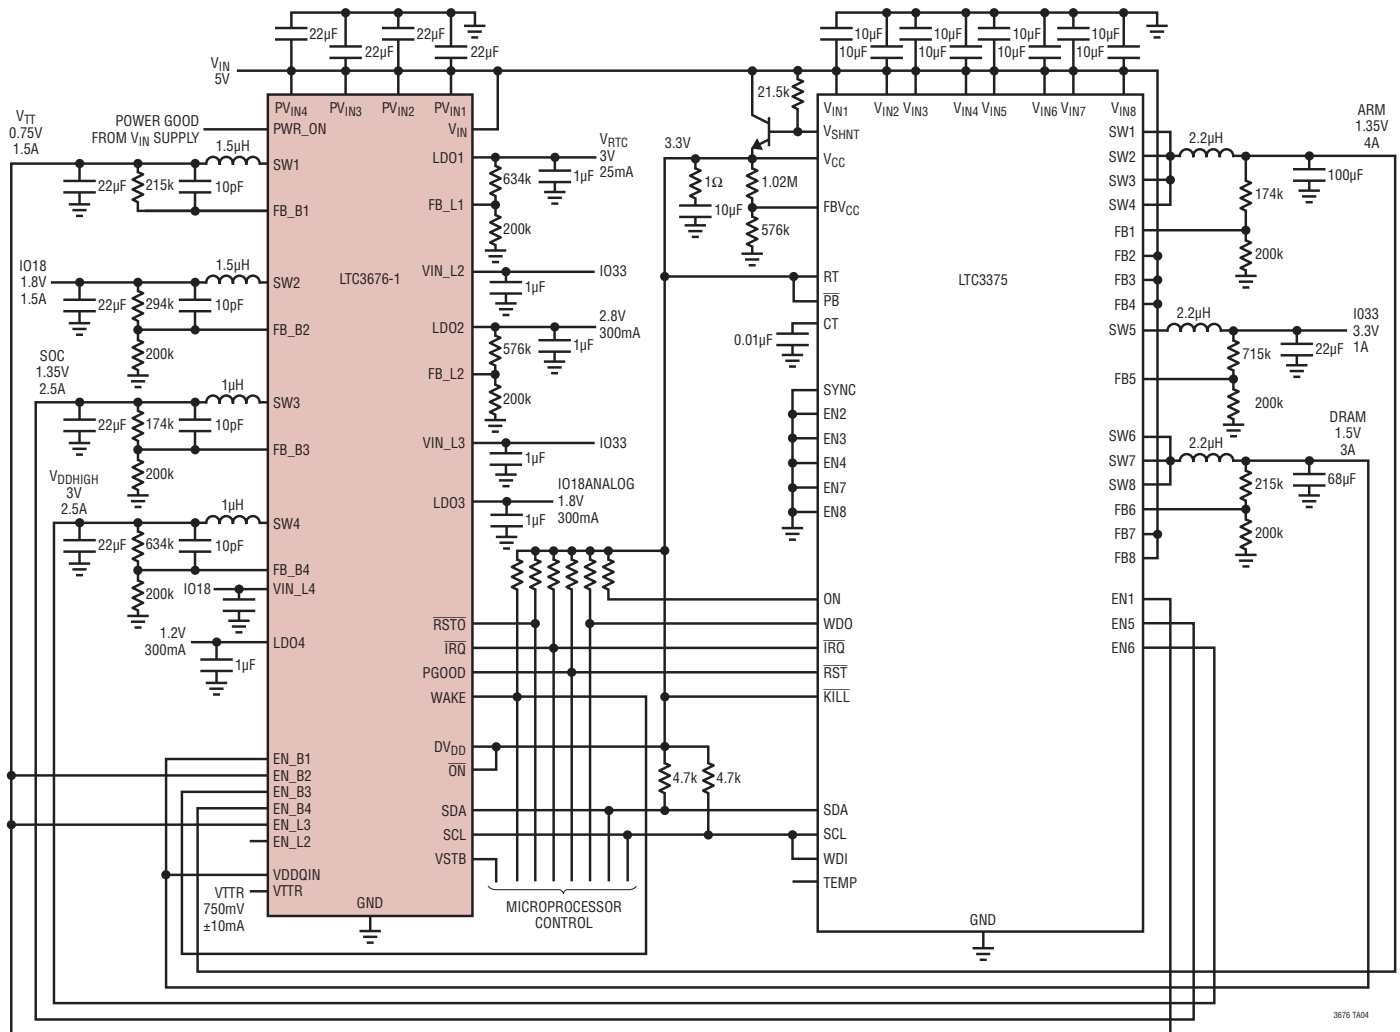 22µF
22µF
22µF
22µF
VIN
5V
PVIN4
PVIN3
PVIN2
PVIN1
VIN
POWER GOOD
FROM VIN SUPPLY
PWR_ON
VTT
0.75V
1.5A
1.5µH
SW1
22µF
215k
10pF
FB_B1
IO18
1.8V
1.5A
1.5µH
SW2
22µF
294k
10pF
FB_B2
200k
SOC
1.35V
2.5A
1µH
SW3
22µF
174k
10pF
FB_B3
200k
VDDHIGH
3V
2.5A
1µH
SW4
22µF
634k
10pF
FB_B4
200k
IO18
VIN_L4
1.2V
300mA
LDO4
1µF
EN_B1
EN_B2
EN_B3
EN_B4
EN_L3
EN_L2
VDDQIN
VTTR
VTTR
750mV
±10mA
GND
LTC3676-1
LDO1
VRTC
3V
25mA
634k
1µF
FB_L1
200k
VIN_L2
IO33
1µF
LDO2
2.8V
300mA
576k
1µF
FB_L2
200k
VIN_L3
IO33
1µF
LDO3
IO18ANALOG
1.8V
300mA
1µF
RSTO
IRQ
PGOOD
WAKE
DVDD
ON
SDA
SCL
VSTB
MICROPROCESSOR
CONTROL
4.7k
4.7k
10µF
10µF
10µF
10µF
10µF
10µF
10µF
10µF
21.5k
3.3V
1Ω
1.02M
10µF
576k
0.01µF
VIN1
VIN2
VIN3
VIN4
VIN5
VIN6
VIN7
VIN8
VSHNT
VCC
FBVCC
RT
PB
CT
SYNC
EN2
EN3
EN4
EN7
EN8
ON
WDO
IRQ
RST
KILL
SDA
SCL
WDI
TEMP
LTC3375
GND
SW1
SW2
SW3
SW4
FB1
FB2
FB3
FB4
SW5
FB5
SW6
SW7
SW8
FB6
FB7
FB8
EN1
EN5
EN6
2.2µH
ARM
1.35V
4A
100µF
174k
200k
2.2µH
I033
3.3V
1A
715k
22µF
200k
2.2µH
DRAM
1.5V
3A
215k
68µF
200k
3676 TA04